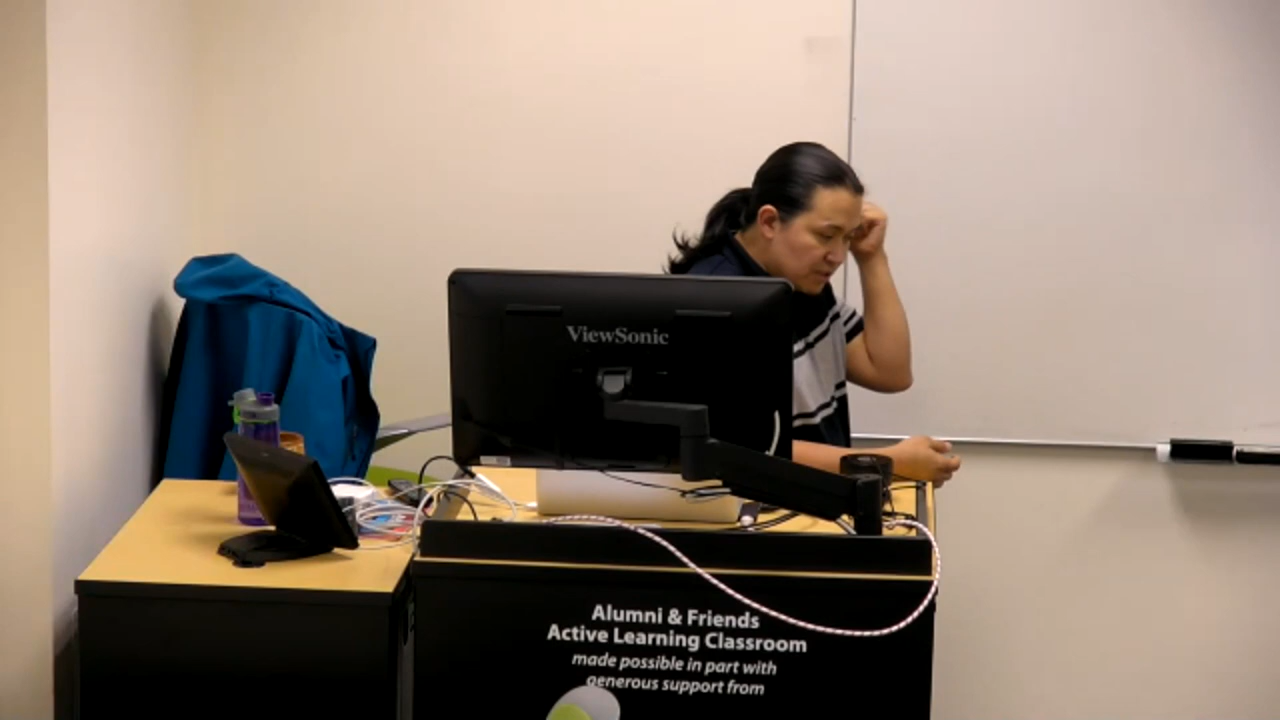 ViewSonic
Alumni & Friends
Active Learning Classroom
made possible in part with
generous support from